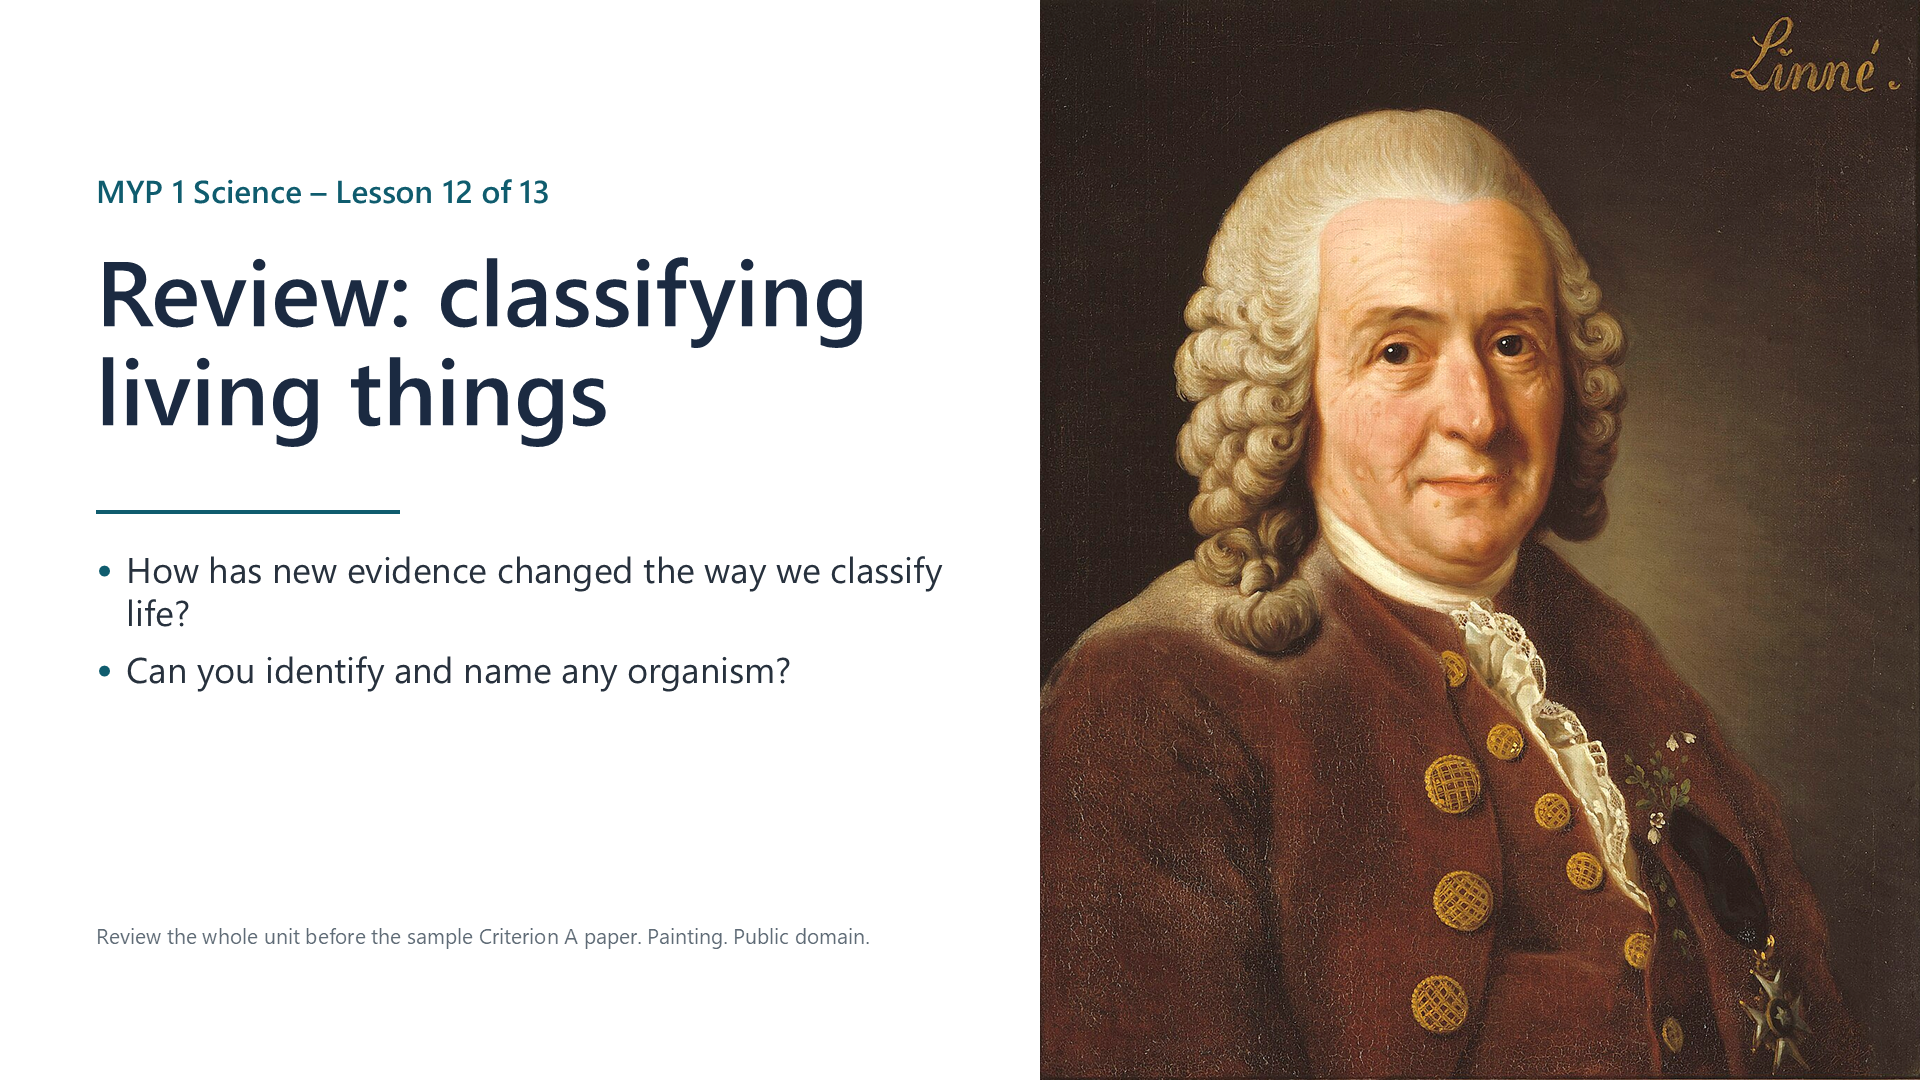 MYP 1 Science – Lesson 12 of 13
Review: classifying
living things
• How has new evidence changed the way we classify
life?
• Can you identify and name any organism?
Review the whole unit before the sample Criterion A paper. Painting. Public domain.
Linné.